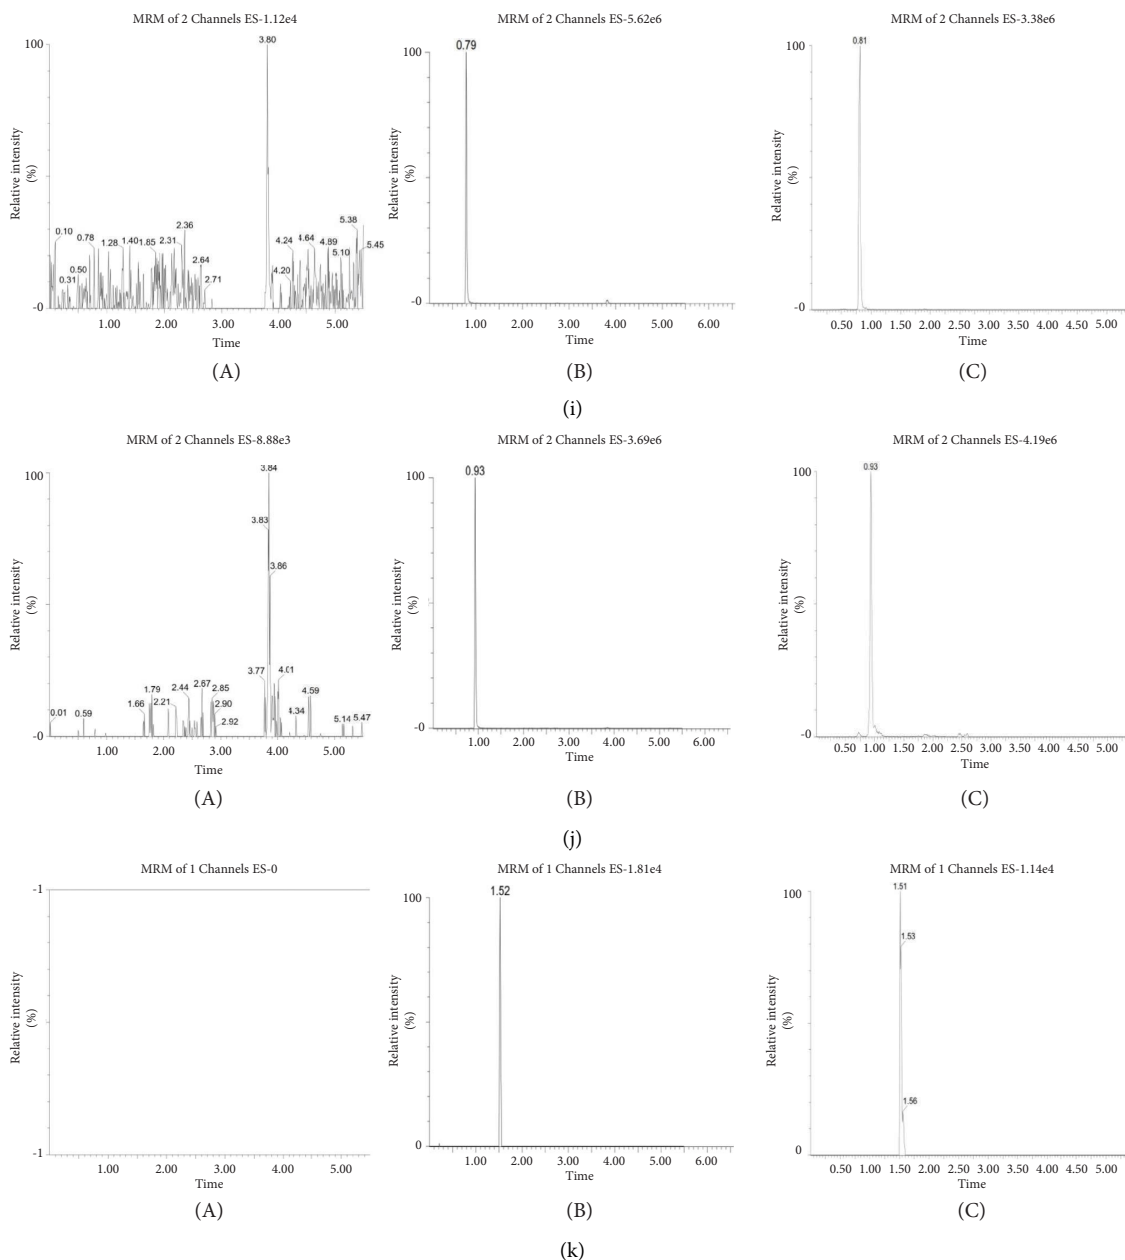 MRM of 2 Channels ES-1.12e4
100
3.80
Relative intensity
(%)
0.10
0.31
0.50
0.78
1.28
1.40
1.85
2.31
2.36
2.64
2.71
4.20
4.24
4.64
4.89
5.10
5.38
5.45
-0
1.00 2.00 3.00 4.00 5.00
Time
(A)
MRM of 2 Channels ES-5.62e6
100
0.79
Relative intensity
(%)
-0
1.00 2.00 3.00 4.00 5.00 6.00
Time
(B)
MRM of 2 Channels ES-3.38e6
100
0.81
Relative intensity
(%)
-0
0.50 1.00 1.50 2.00 2.50 3.00 3.50 4.00 4.50 5.00
Time
(C)
(i)
MRM of 2 Channels ES-8.88e3
100
3.84
3.83
3.86
Relative intensity
(%)
0.01
0.59
1.66
1.79
2.21
2.44
2.67
2.85
2.90
2.92
3.77
4.01
4.34
4.59
5.14
5.47
-0
1.00 2.00 3.00 4.00 5.00
Time
(A)
MRM of 2 Channels ES-3.69e6
100
0.93
Relative intensity
(%)
-0
1.00 2.00 3.00 4.00 5.00 6.00
Time
(B)
MRM of 2 Channels ES-4.19e6
100
0.93
Relative intensity
(%)
-0
0.50 1.00 1.50 2.00 2.50 3.00 3.50 4.00 4.50 5.00
Time
(C)
(j)
MRM of 1 Channels ES-0
-1
Relative intensity
(%)
-1
1.00 2.00 3.00 4.00 5.00
Time
(A)
MRM of 1 Channels ES-1.81e4
100
1.52
Relative intensity
(%)
0
1.00 2.00 3.00 4.00 5.00 6.00
Time
(B)
MRM of 1 Channels ES-1.14e4
100
1.51
1.53
1.56
Relative intensity
(%)
0
0.50 1.00 1.50 2.00 2.50 3.00 3.50 4.00 4.50 5.00
Time
(C)
(k)